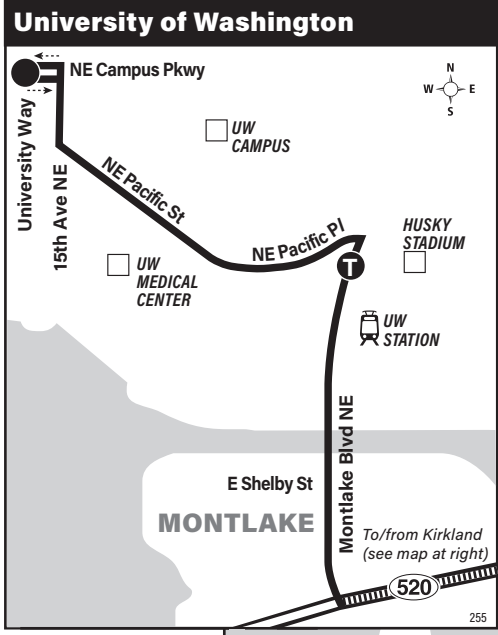 University of Washington
NE Campus Pkwy
N
W E
S
University Way
15th Ave NE
UW
CAMPUS
NE Pacific St
NE Pacific Pl
HUSKY
STADIUM
T
UW
MEDICAL
CENTER
UW
STATION
Montlake Blvd NE
E Shelby St
MONTLAKE
To/from Kirkland
(see map at right)
520
255